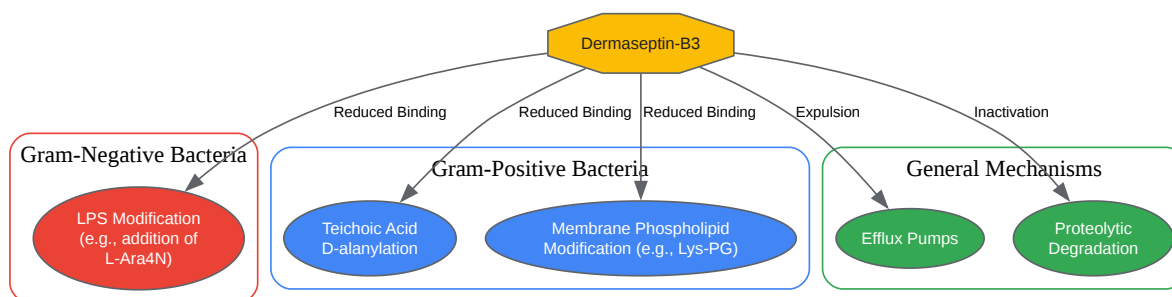 Dermaseptin-B3
Reduced Binding
Reduced Binding
Reduced Binding
Expulsion
Inactivation
Gram-Negative Bacteria
Gram-Positive Bacteria
General Mechanisms
LPS Modification
(e.g., addition of
L-Ara4N)
Teichoic Acid
D-alanylation
Membrane Phospholipid
Modification (e.g., Lys-PG)
Efflux Pumps
Proteolytic
Degradation